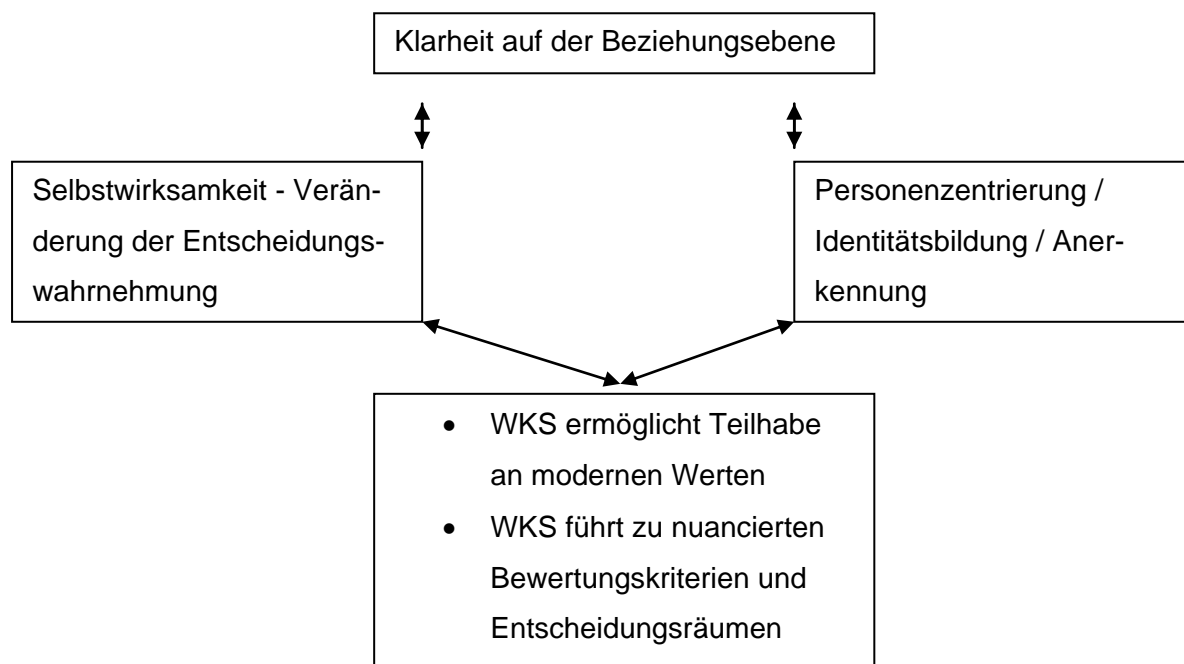 Klarheit auf der Beziehungsebene
Selbstwirksamkeit - Verän-
derung der Entscheidungs-
wahrnehmung
Personenzentrierung /
Identitätsbildung / Aner-
kennung
• WKS ermöglicht Teilhabe
an modernen Werten
• WKS führt zu nuancierten
Bewertungskriterien und
Entscheidungsräumen